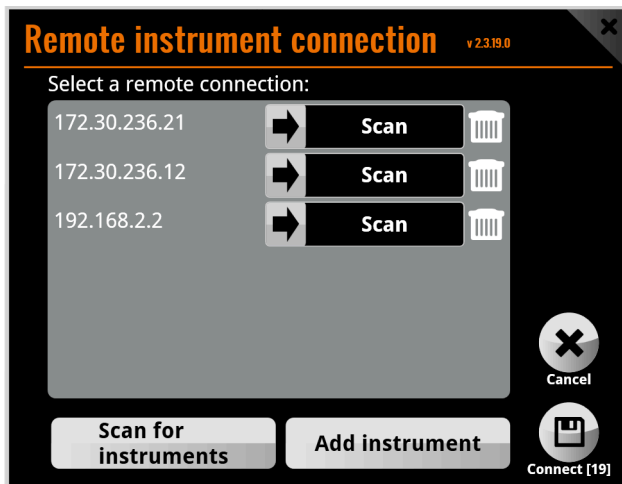 Remote instrument connection v 2.3.19.0
Select a remote connection:
172.30.236.21 Scan
172.30.236.12 Scan
192.168.2.2 Scan
Cancel
Scan for
instruments
Add instrument
Connect [19]